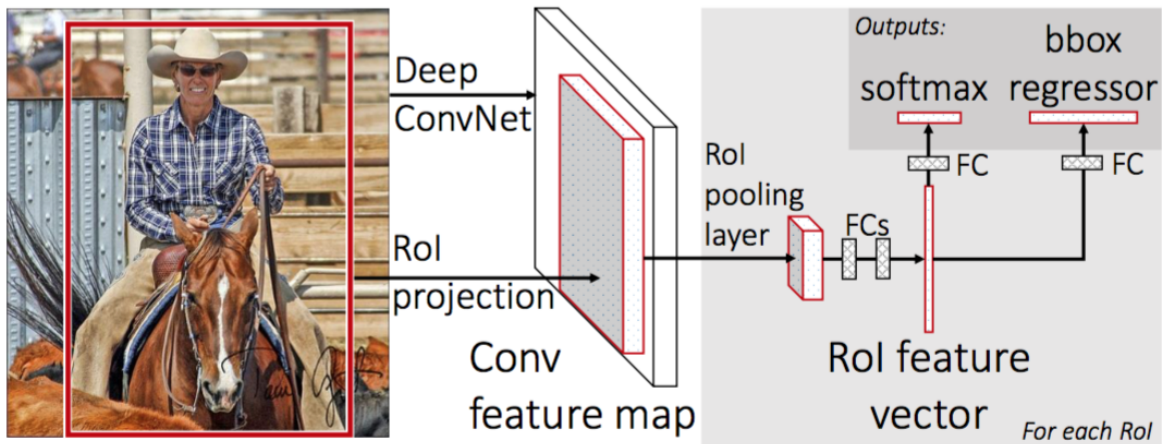 Deep
ConvNet
RoI
projection
Conv
feature map
RoI
pooling
layer
FCs
RoI feature
vector
Outputs:
softmax
bbox
regressor
FC
FC
For each RoI